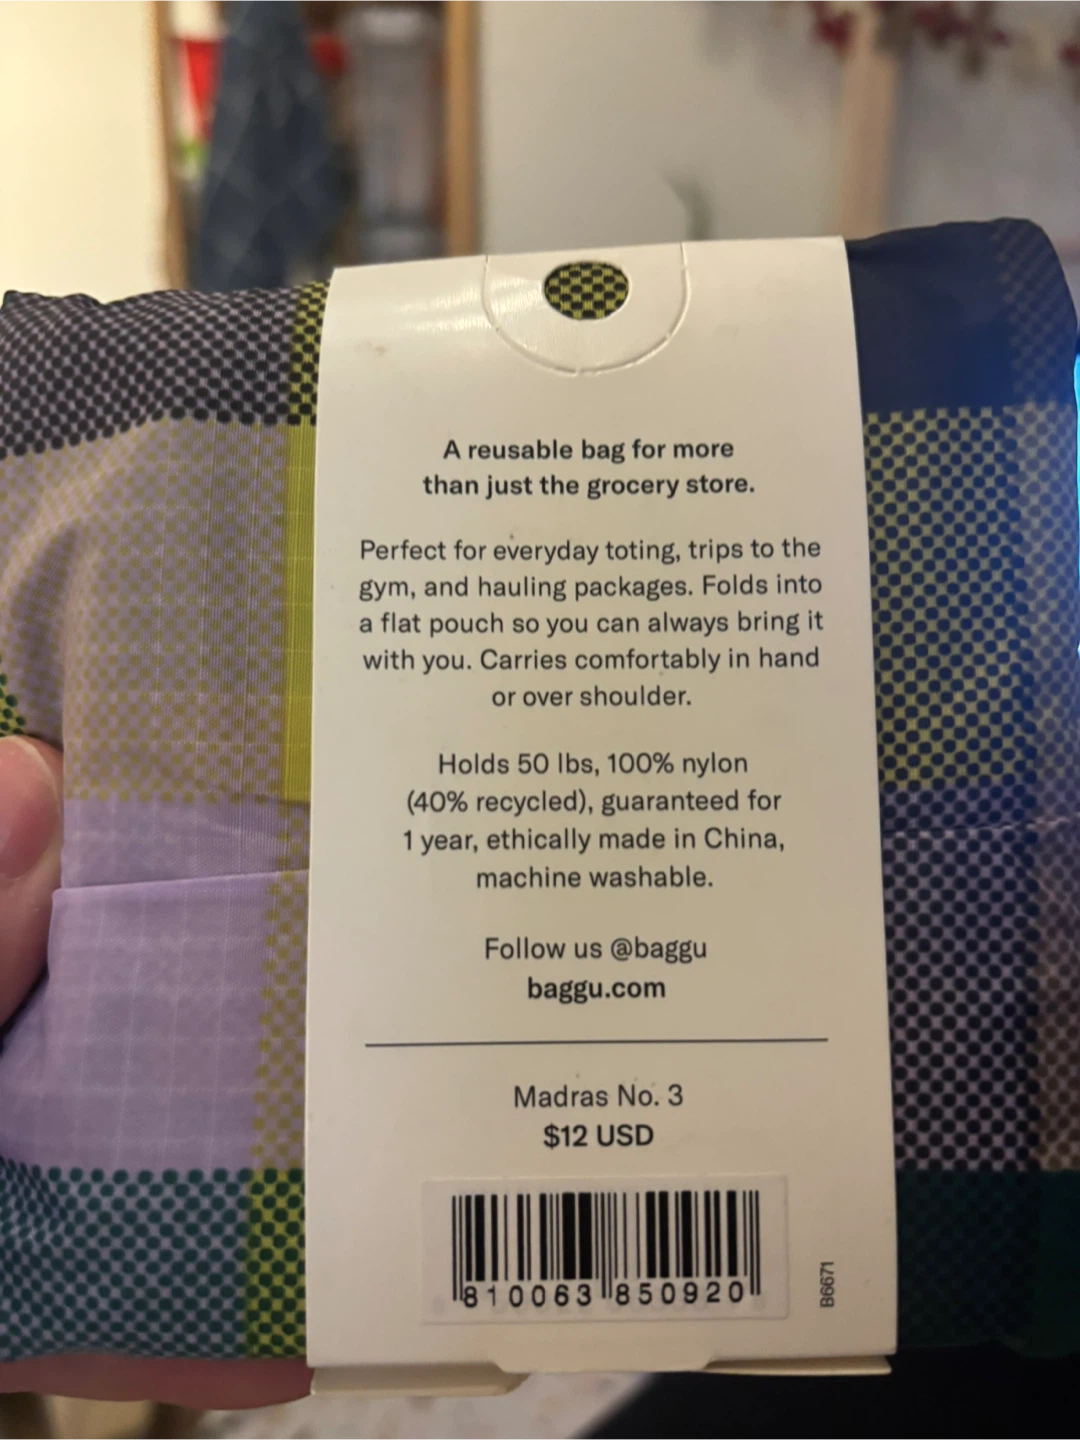 A reusable bag for more
than just the grocery store.
Perfect for everyday toting, trips to the
gym, and hauling packages. Folds into
a flat pouch so you can always bring it
with you. Carries comfortably in hand
or over shoulder.
Holds 50 lbs, 100% nylon
(40% recycled), guaranteed for
1 year, ethically made in China,
machine washable.
Follow us @baggu
baggu.com
Madras No. 3
$12 USD
810063 850920
B6671